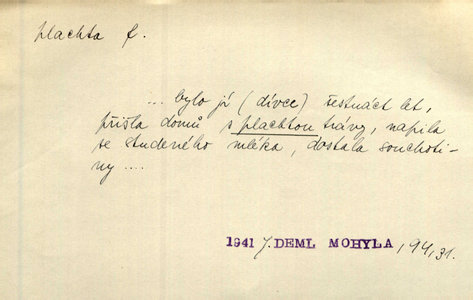 plachta f.
... bylo jí (dívce) šestnáct let,
přišla domů s plachtou trávy, napila
se studeného mléka, dostala souchoti-
ny ....
1941 J. DEML MOHYLA, 94, 31.